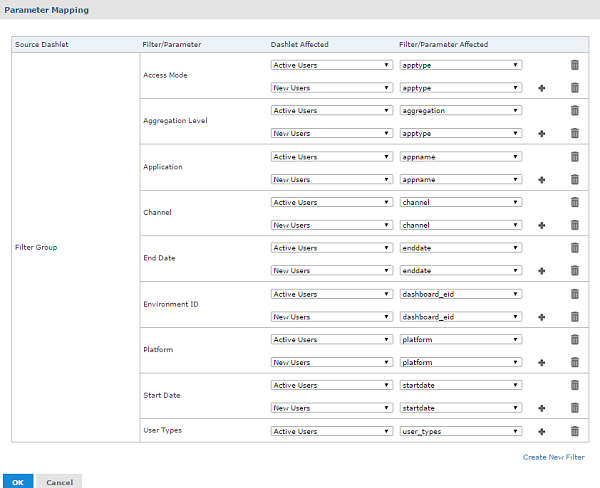 Parameter Mapping
Source Dashlet Filter/Parameter Dashlet Affected Filter/Parameter Affected
Active Users apptype
Access Mode
New Users apptype
Active Users aggregation
Aggregation Level
New Users apptype
Active Users appname
Application
New Users appname
Active Users channel
Channel
New Users channel
Filter Group
Active Users enddate
End Date
New Users enddate
Active Users dashboard_eid
Environment ID
New Users dashboard_eid
Active Users platform
Platform
New Users platform
Active Users startdate
Start Date
New Users startdate
User Types Active Users user_types
Create New Filter
OK Cancel